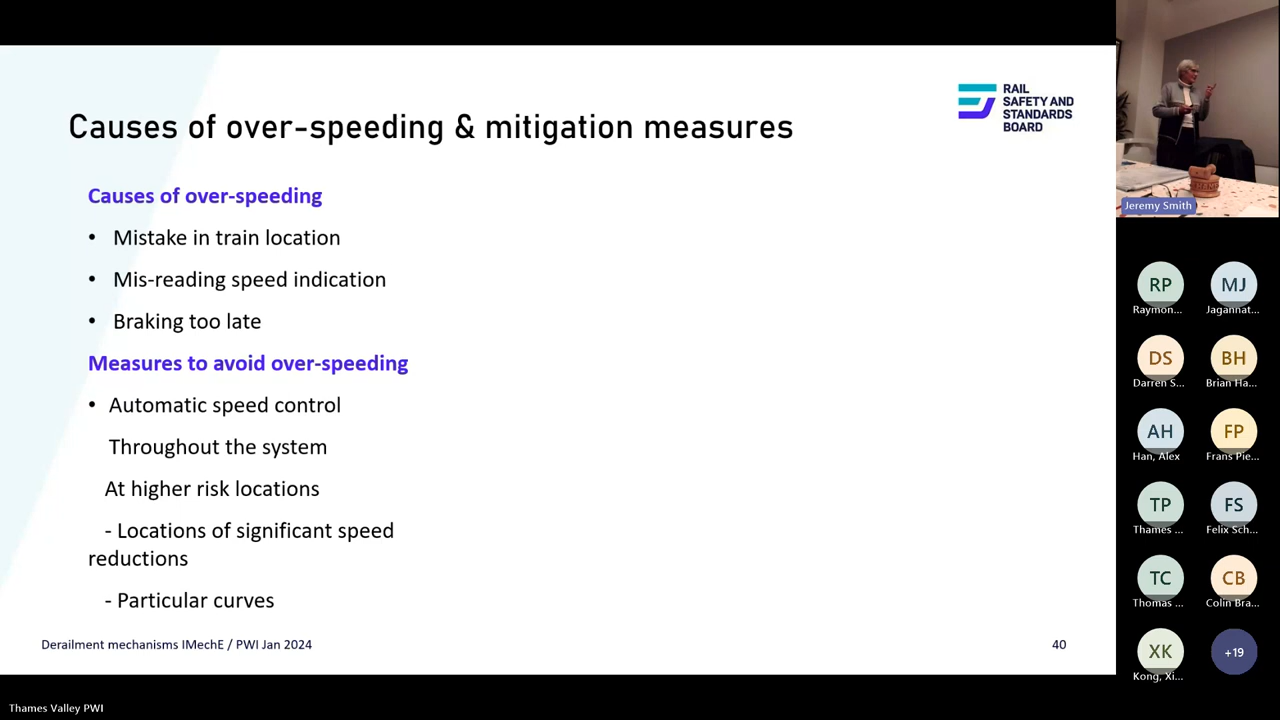 Causes of over-speeding & mitigation measures
RAIL
SAFETY AND
STANDARDS
BOARD
Causes of over-speeding
• Mistake in train location
• Mis-reading speed indication
• Braking too late
Measures to avoid over-speeding
• Automatic speed control
Throughout the system
At higher risk locations
- Locations of significant speed
reductions
- Particular curves
Derailment mechanisms IMechE / PWI Jan 2024
40
Jeremy Smith
RP
Raymon...
MJ
Jagannat...
DS
Darren S...
BH
Brian Ha...
AH
Han, Alex
FP
Frans Pie...
TP
Thames ...
FS
Felix Sch...
TC
Thomas ...
CB
Colin Bra...
XK
Kong, Xi...
+19
Thames Valley PWI